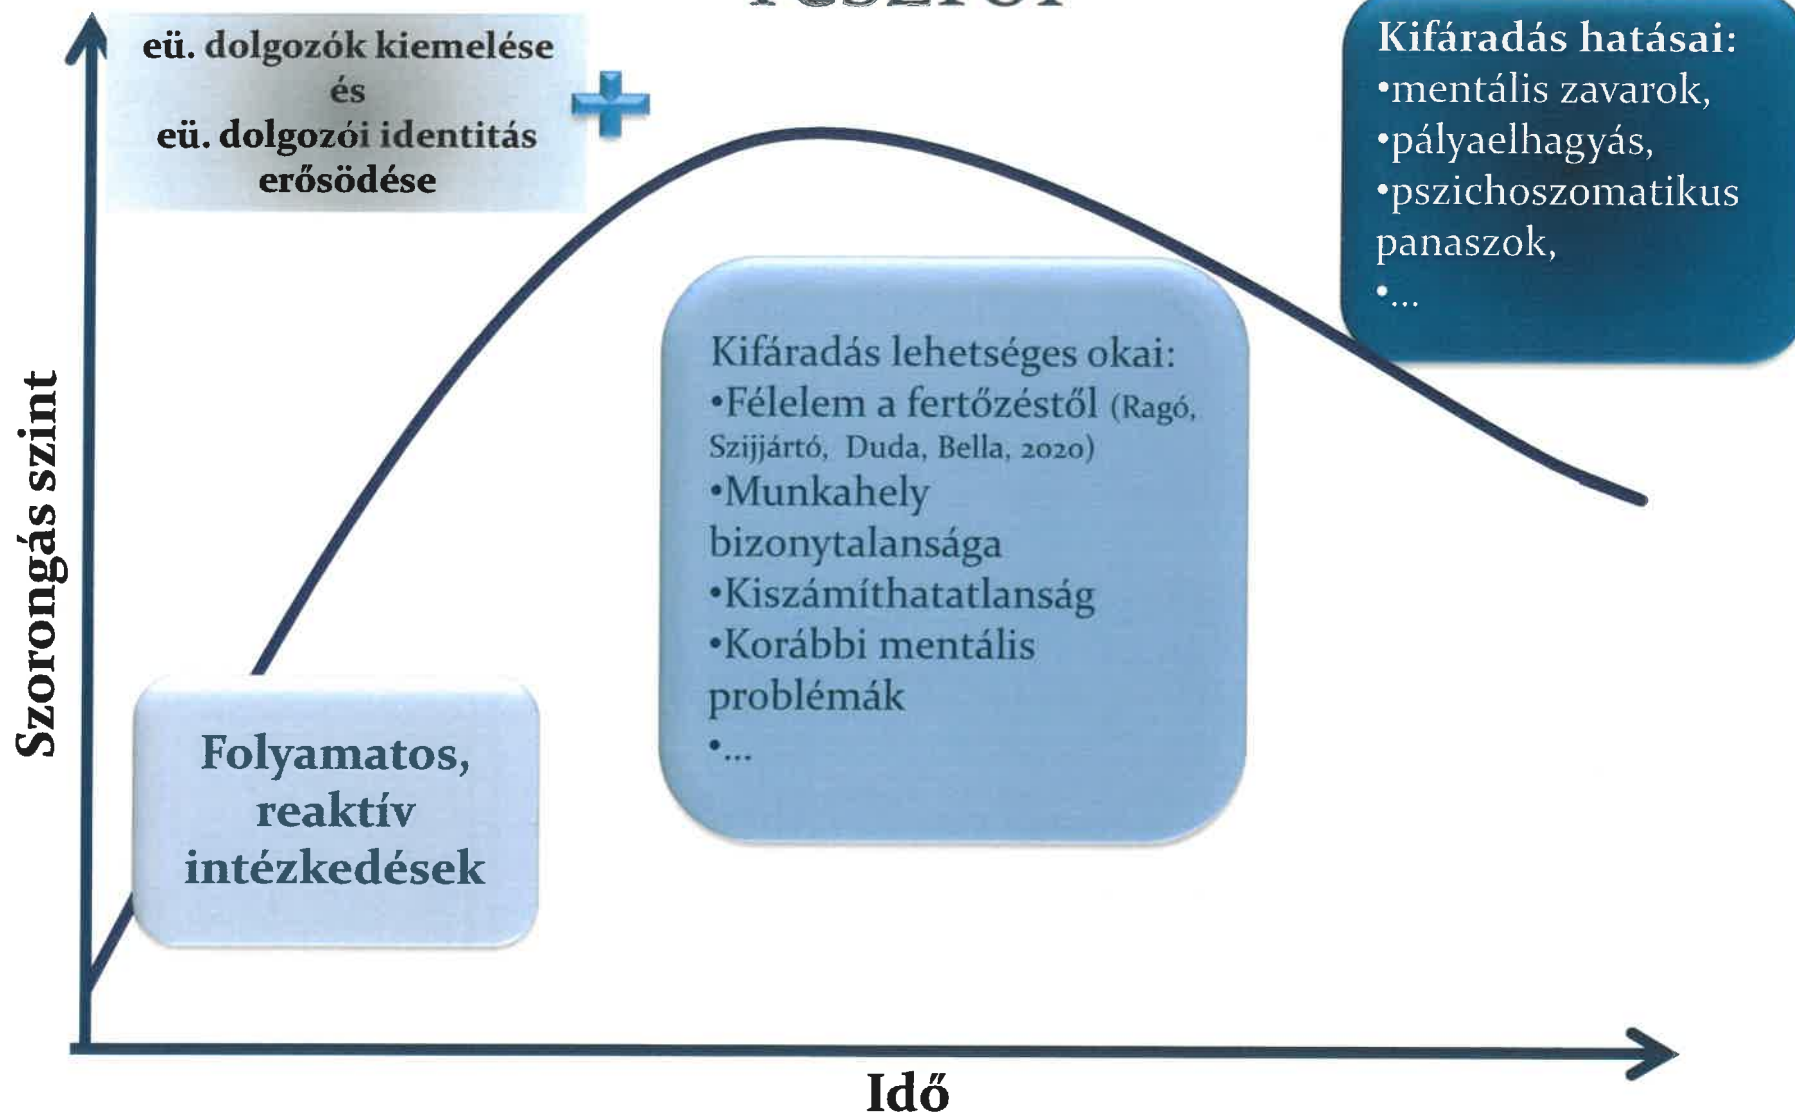 eü. dolgozók kiemelése
és
eü. dolgozói identitás
erősödése
Kifáradás hatásai:
•mentális zavarok,
•pályaelhagyás,
•pszichoszomatikus
panaszok,
•...
Kifáradás lehetséges okai:
•Félelem a fertőzéstől (Ragó,
Szijjártó, Duda, Bella, 2020)
•Munkahely
bizonytalansága
•Kiszámíthatatlanság
•Korábbi mentális
problémák
•...
Szorongás szint
Folyamatos,
reaktív
intézkedések
Idő